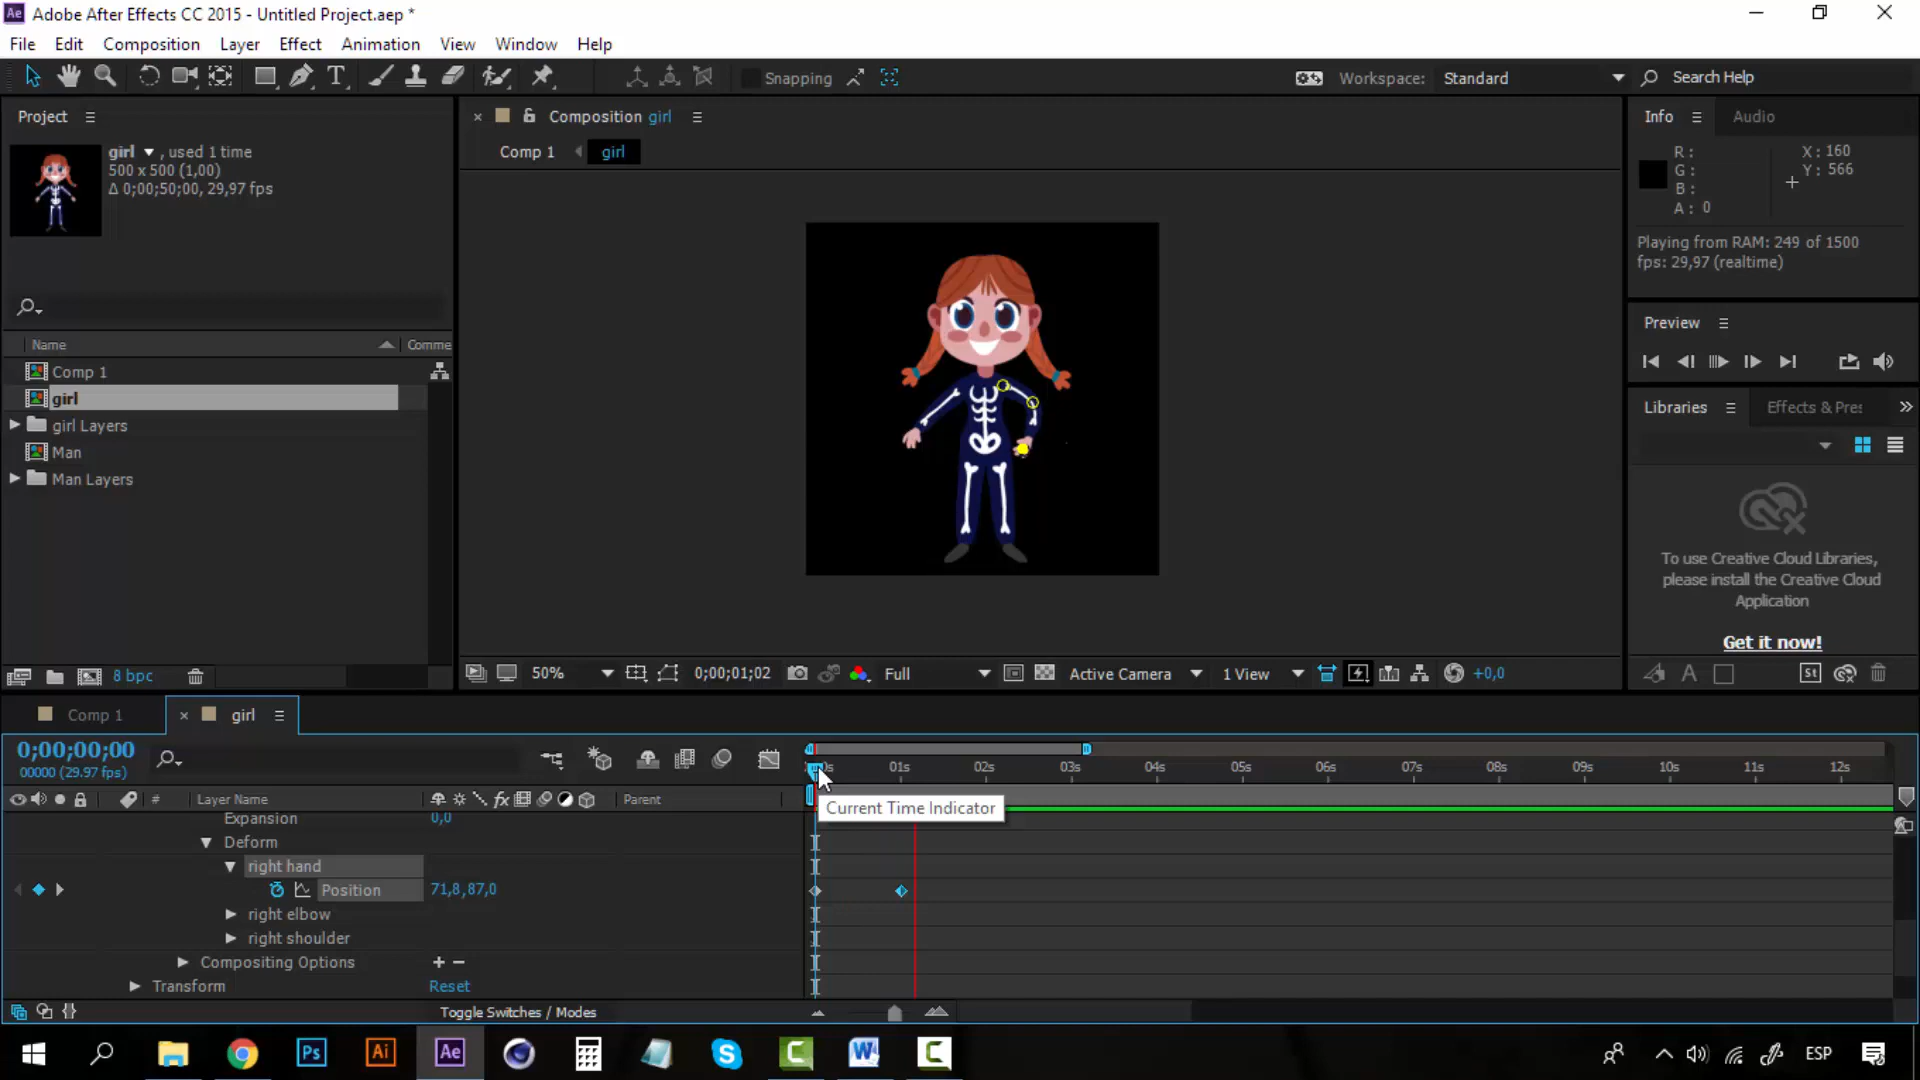 Adobe After Effects CC 2015 - Untitled Project.aep *
File Edit Composition Layer Effect Animation View Window Help
Snapping
Workspace: Standard
Search Help
Project
girl , used 1 time
500 x 500 (1,00)
Δ 0;00;50;00, 29,97 fps
Name Comme
Comp 1
girl
girl Layers
Man
Man Layers
8 bpc
Composition girl
Comp 1 girl
50% 0;00;01;02 Full Active Camera 1 View +0,0
Info Audio
R:
G:
B:
A: 0
X: 160
Y: 566
Playing from RAM: 249 of 1500
fps: 29,97 (realtime)
Preview
Libraries Effects & Pres
To use Creative Cloud Libraries,
please install the Creative Cloud
Application
Get it now!
St
Comp 1 girl
0;00;00;00
00000 (29.97 fps)
01s 02s 03s 04s 05s 06s 07s 08s 09s 10s 11s 12s
# Layer Name fx Parent
Current Time Indicator
Expansion 0,0
Deform
right hand
Position 71,8,87,0
right elbow
right shoulder
Compositing Options + −
Transform Reset
Toggle Switches / Modes
Ps Ai Ae
ESP